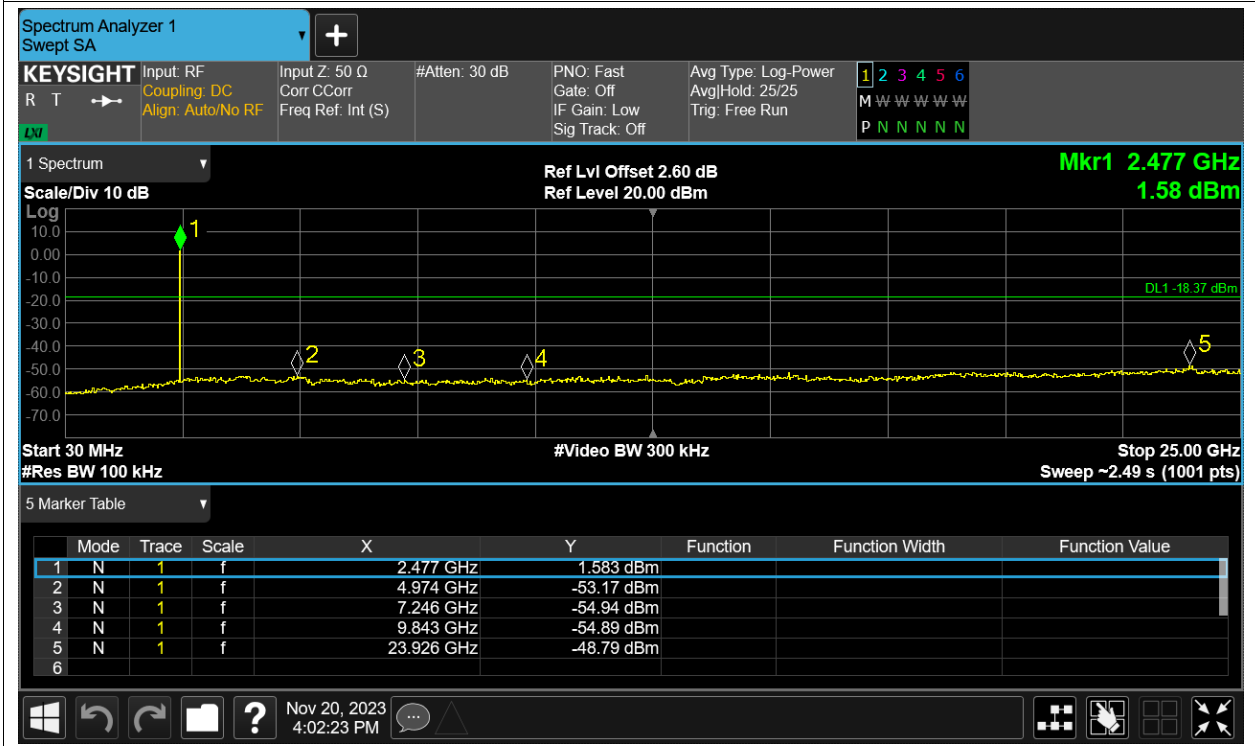 Spectrum Analyzer 1
Swept SA
+
KEYSIGHT
R T
LXI
Input: RF
Coupling: DC
Align: Auto/No RF
Input Z: 50 Ω
Corr CCorr
Freq Ref: Int (S)
#Atten: 30 dB
PNO: Fast
Gate: Off
IF Gain: Low
Sig Track: Off
Avg Type: Log-Power
Avg|Hold: 25/25
Trig: Free Run
1 2 3 4 5 6
M W W W W W
P N N N N N
1 Spectrum
Scale/Div 10 dB
Ref Lvl Offset 2.60 dB
Ref Level 20.00 dBm
Mkr1 2.477 GHz
1.58 dBm
Log
10.0
0.00
-10.0
-20.0
-30.0
-40.0
-50.0
-60.0
-70.0
1
2
3
4
5
DL1 -18.37 dBm
Start 30 MHz
#Video BW 300 kHz
Stop 25.00 GHz
#Res BW 100 kHz
Sweep ~2.49 s (1001 pts)
5 Marker Table
Mode Trace Scale X Y Function Function Width Function Value
1 N 1 f 2.477 GHz 1.583 dBm
2 N 1 f 4.974 GHz -53.17 dBm
3 N 1 f 7.246 GHz -54.94 dBm
4 N 1 f 9.843 GHz -54.89 dBm
5 N 1 f 23.926 GHz -48.79 dBm
6
?
Nov 20, 2023
4:02:23 PM